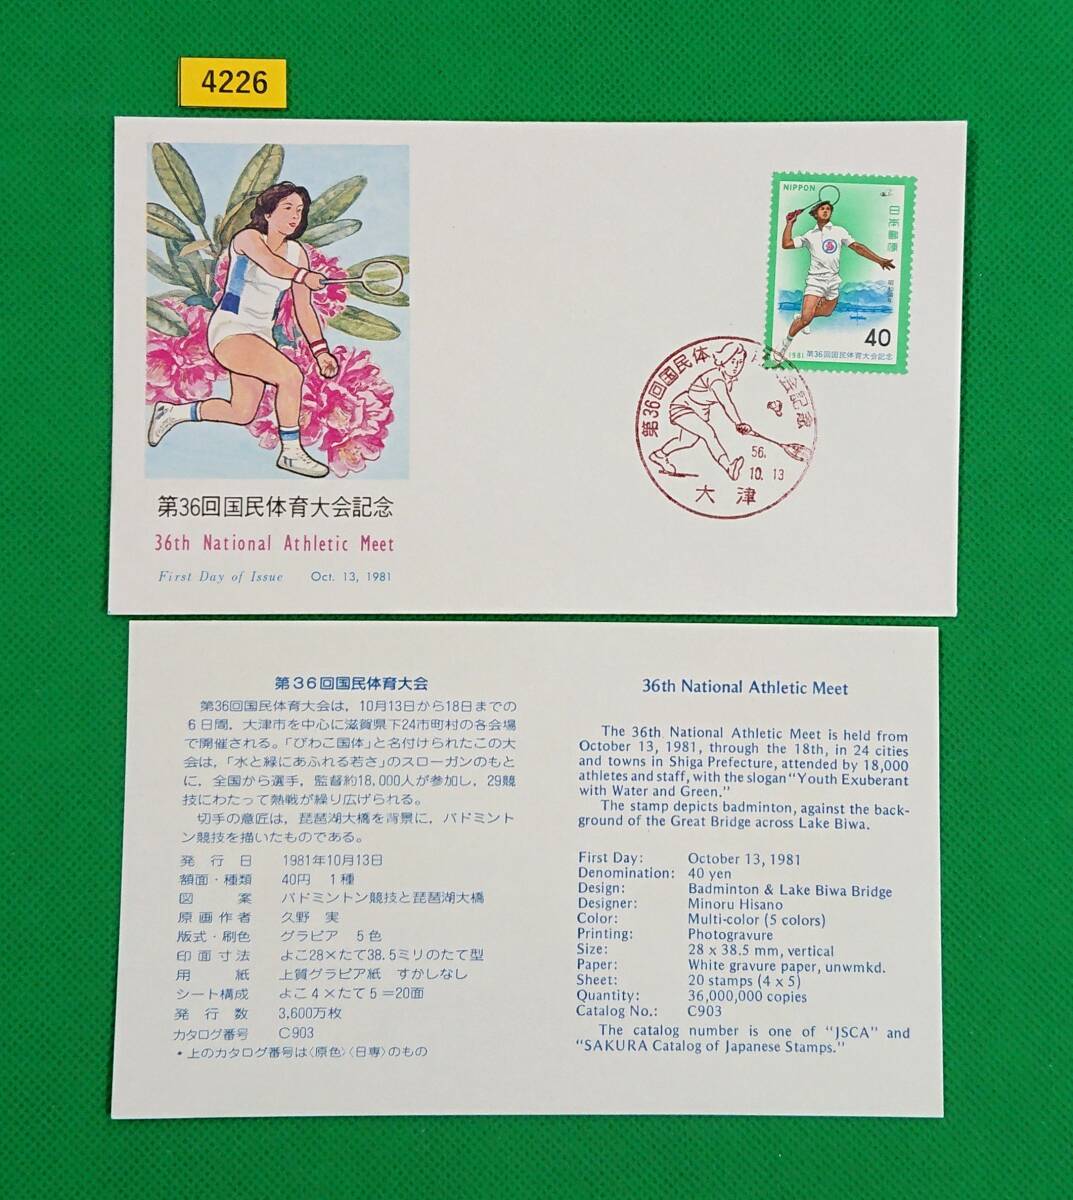 4226
NIPPON
日本郵便
40
1981 第36回国民体育大会記念
第36回国民体
会記念
56.
10.13
大津
第36回国民体育大会記念
36th National Athletic Meet
First Day of Issue Oct. 13, 1981
第36回国民体育大会
第36回国民体育大会は,10月13日から18日までの
6日間,大津市を中心に滋賀県下24市町村の各会場
で開催される。「びわこ国体」と名付けられたこの大
会は,「水と緑にあふれる若さ」のスローガンのもと
に,全国から選手,監督約18,000人が参加し,29競
技にわたって熱戦が繰り広げられる。
切手の意匠は,琵琶湖大橋を背景に,バドミント
ン競技を描いたものである。
発行日 1981年10月13日
額面・種類 40円 1種
図案 バドミントン競技と琵琶湖大橋
原画作者 久野 実
版式・刷色 グラビア 5色
印面寸法 よこ28×たて38.5ミリのたて型
用紙 上質グラビア紙 すかしなし
シート構成 よこ4×たて5=20面
発行数 3,600万枚
カタログ番号 C903
*上のカタログ番号は〈原色〉〈日専〉のもの
36th National Athletic Meet
The 36th National Athletic Meet is held from
October 13, 1981, through the 18th, in 24 cities
and towns in Shiga Prefecture, attended by 18,000
athletes and staff, with the slogan "Youth Exuberant
with Water and Green."
The stamp depicts badminton, against the back-
ground of the Great Bridge across Lake Biwa.
First Day: October 13, 1981
Denomination: 40 yen
Design: Badminton & Lake Biwa Bridge
Designer: Minoru Hisano
Color: Multi-color (5 colors)
Printing: Photogravure
Size: 28 x 38.5 mm, vertical
Paper: White gravure paper, unwmkd.
Sheet: 20 stamps (4 x 5)
Quantity: 36,000,000 copies
Catalog No.: C903
The catalog number is one of "JSCA" and
"SAKURA Catalog of Japanese Stamps."